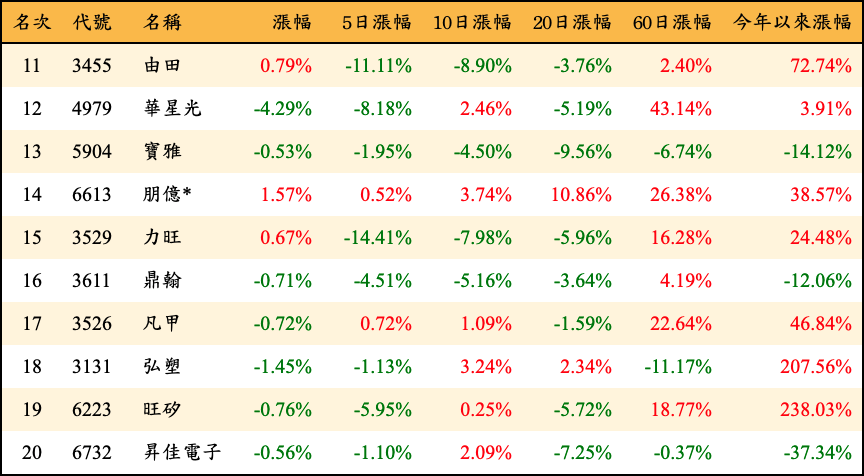 名次 代號 名稱 漲幅 5日漲幅 10日漲幅 20日漲幅 60日漲幅 今年以來漲幅
11 3455 由田 0.79% -11.11% -8.90% -3.76% 2.40% 72.74%
12 4979 華星光 -4.29% -8.18% 2.46% -5.19% 43.14% 3.91%
13 5904 寶雅 -0.53% -1.95% -4.50% -9.56% -6.74% -14.12%
14 6613 朋億* 1.57% 0.52% 3.74% 10.86% 26.38% 38.57%
15 3529 力旺 0.67% -14.41% -7.98% -5.96% 16.28% 24.48%
16 3611 鼎翰 -0.71% -4.51% -5.16% -3.64% 4.19% -12.06%
17 3526 凡甲 -0.72% 0.72% 1.09% -1.59% 22.64% 46.84%
18 3131 弘塑 -1.45% -1.13% 3.24% 2.34% -11.17% 207.56%
19 6223 旺矽 -0.76% -5.95% 0.25% -5.72% 18.77% 238.03%
20 6732 昇佳電子 -0.56% -1.10% 2.09% -7.25% -0.37% -37.34%